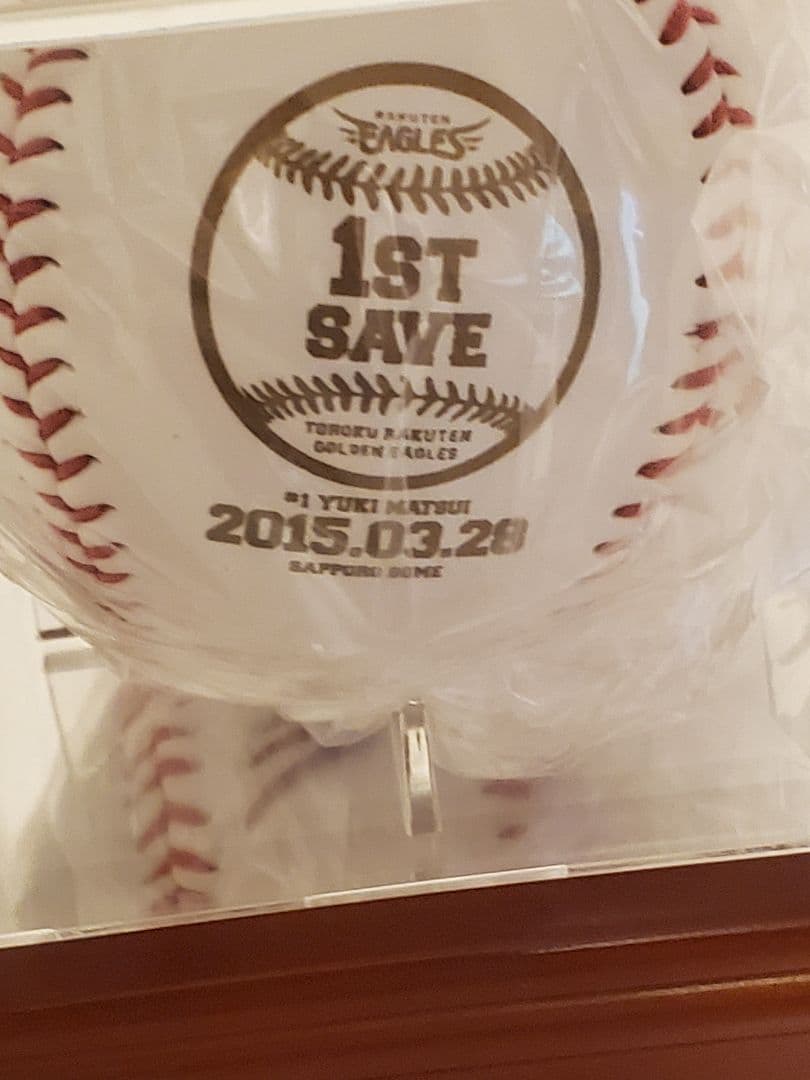 RAKUTEN
EAGLES
1ST
SAVE
TOHOKU RAKUTEN
GOLDEN EAGLES
#1 YUKI MATSUI
2015.03.28
SAPPORO DOME